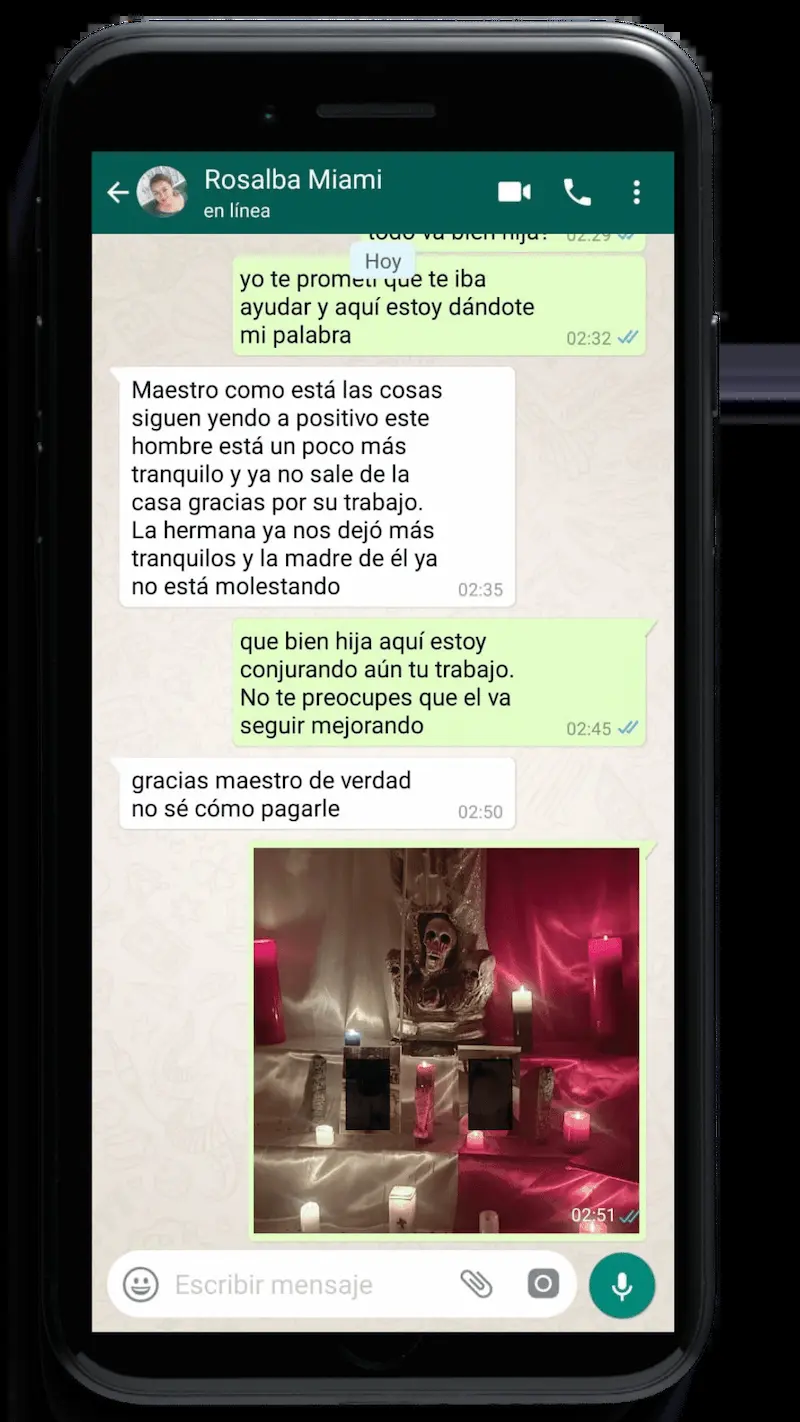 Rosalba Miami
en línea
todo va bien hija? 02:29
Hoy
yo te prometí que te iba
ayudar y aquí estoy dándote
mi palabra 02:32
Maestro como está las cosas
siguen yendo a positivo este
hombre está un poco más
tranquilo y ya no sale de la
casa gracias por su trabajo.
La hermana ya nos dejó más
tranquilos y la madre de él ya
no está molestando 02:35
que bien hija aquí estoy
conjurando aún tu trabajo.
No te preocupes que el va
seguir mejorando 02:45
gracias maestro de verdad
no sé cómo pagarle 02:50
02:51
Escribir mensaje